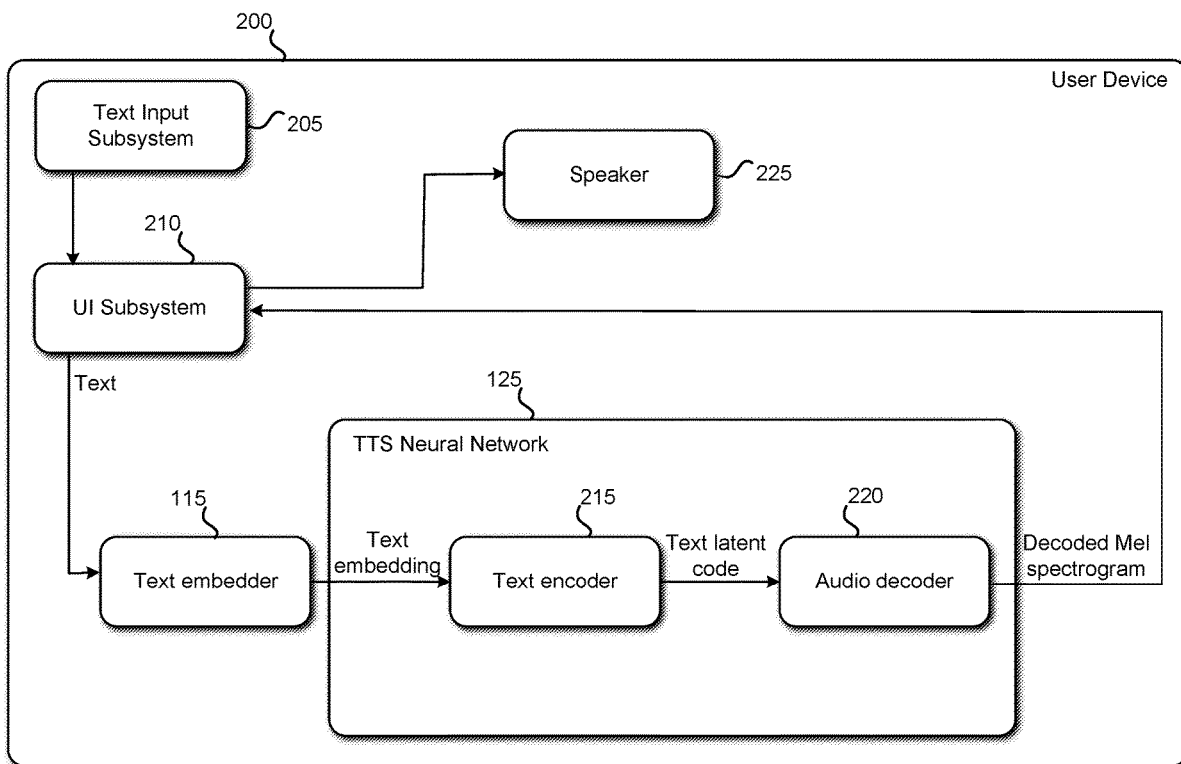 200
User Device
Text Input
Subsystem
205
Speaker
225
210
UI Subsystem
Text
125
TTS Neural Network
115
Text embedder
Text
embedding
215
Text encoder
Text latent
code
220
Audio decoder
Decoded Mel
spectrogram